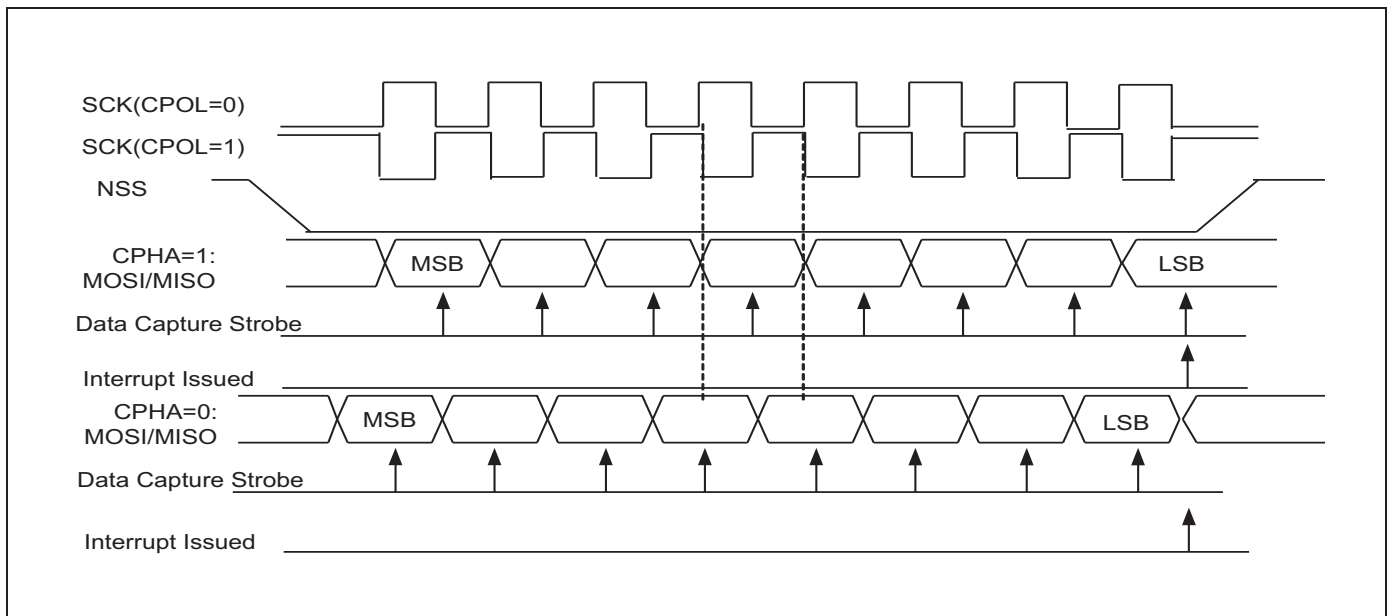 SCK(CPOL=0)
SCK(CPOL=1)
NSS
CPHA=1:
MOSI/MISO
MSB
LSB
Data Capture Strobe
Interrupt Issued
CPHA=0:
MOSI/MISO
MSB
LSB
Data Capture Strobe
Interrupt Issued